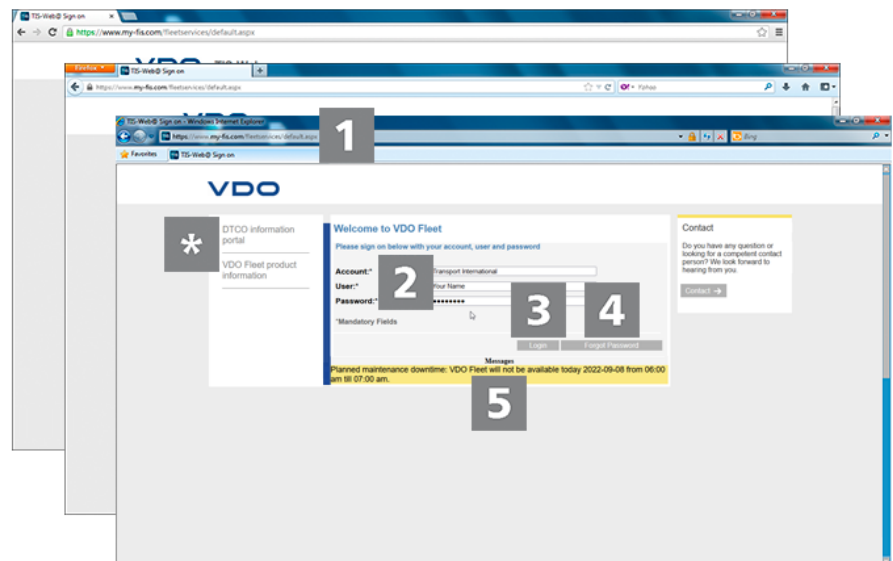 TIS-Web® Sign on
https://www.my-fis.com/fleetservices/default.aspx
Firefox
TIS-Web® Sign on
https://www.my-fis.com/fleetservices/default.aspx
Yahoo
TIS-Web® Sign on - Windows Internet Explorer
https://www.my-fis.com/fleetservices/default.aspx
Bing
Favorites
TIS-Web® Sign on
1
VDO
*
DTCO information
portal
VDO Fleet product
information
Welcome to VDO Fleet
Please sign on below with your account, user and password
Account:*
Transport International
User:*
Your Name
Password:*
•••••••••
*Mandatory Fields
2
3
4
Login
Forgot Password
Messages
Planned maintenance downtime: VDO Fleet will not be available today 2022-09-08 from 06:00
am till 07:00 am.
5
Contact
Do you have any question or
looking for a competent contact
person? We look forward to
hearing from you.
Contact →